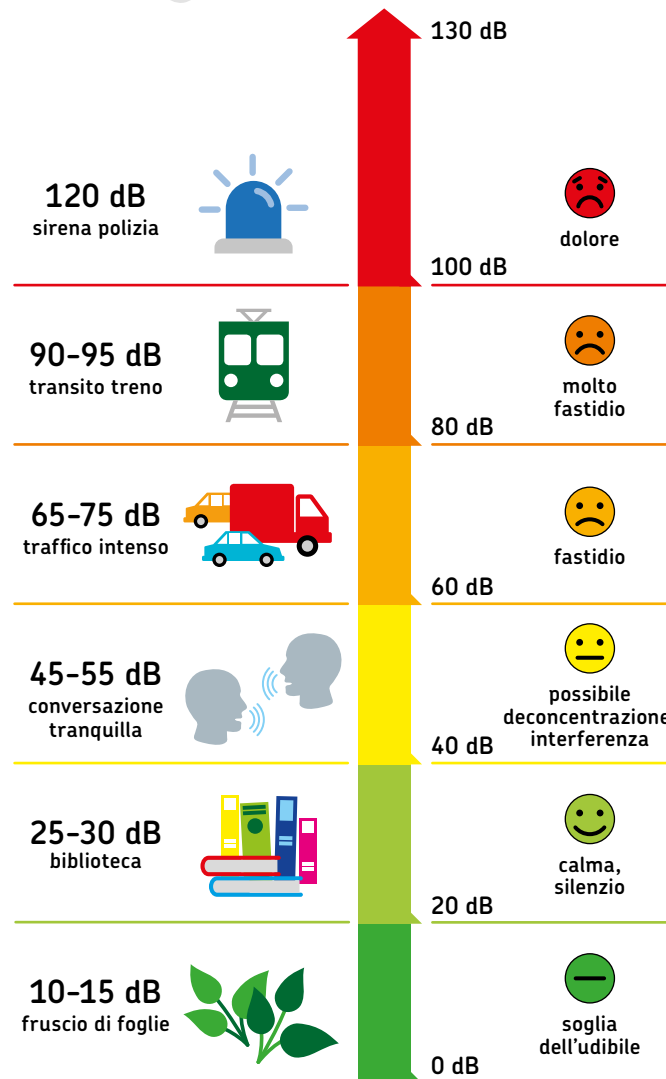 130 dB
120 dB
sirena polizia
dolore
100 dB
90-95 dB
transito treno
molto
fastidio
80 dB
65-75 dB
traffico intenso
fastidio
60 dB
45-55 dB
conversazione
tranquilla
possibile
deconcentrazione
interferenza
40 dB
25-30 dB
biblioteca
calma,
silenzio
20 dB
10-15 dB
fruscio di foglie
soglia
dell'udibile
0 dB